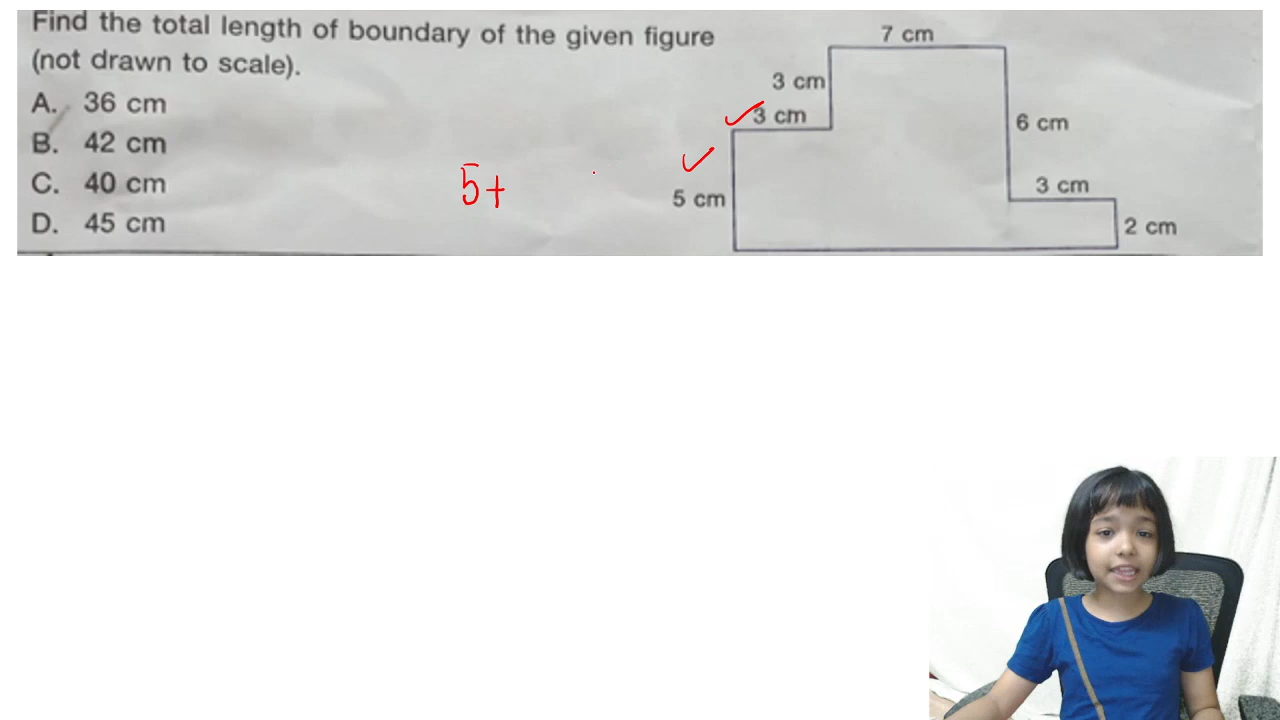 Find the total length of boundary of the given figure
(not drawn to scale).
A. 36 cm
B. 42 cm
C. 40 cm
D. 45 cm
5+
7 cm
3 cm
3 cm
5 cm
6 cm
3 cm
2 cm